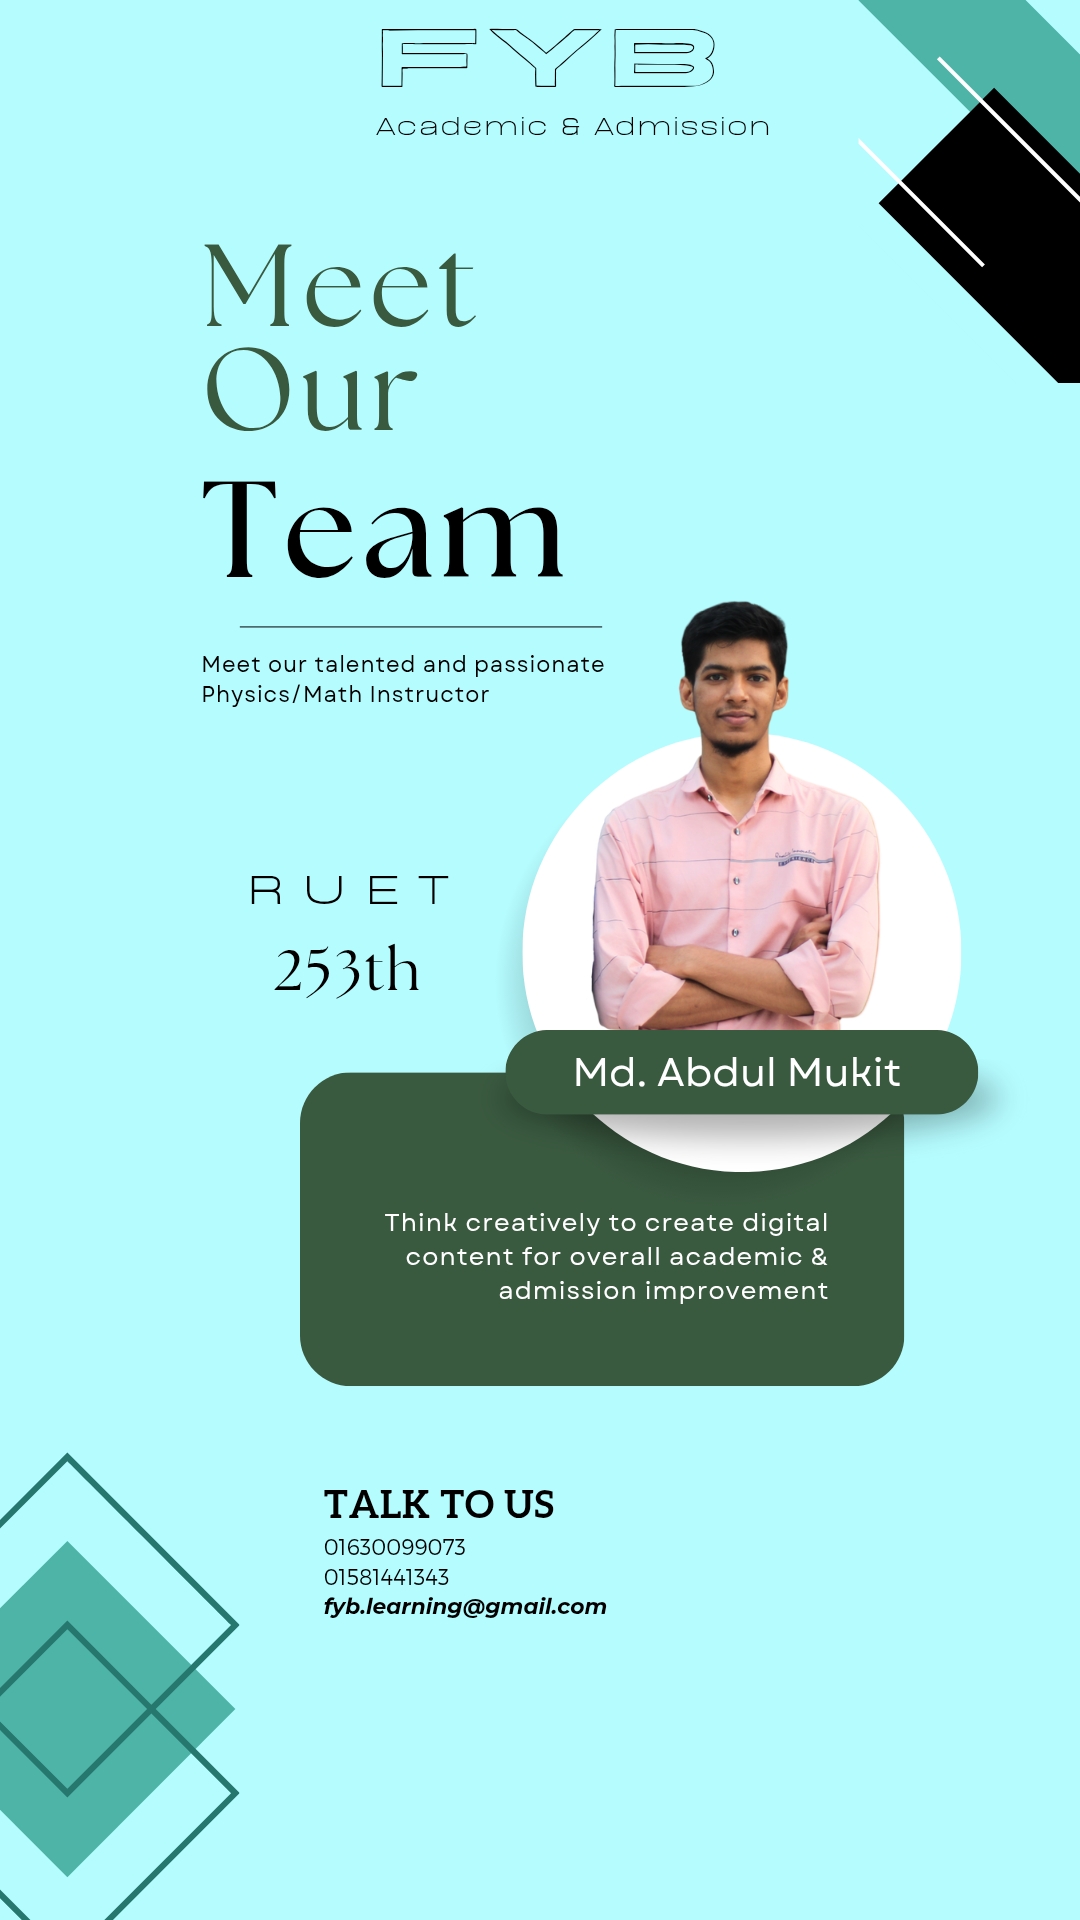 FYB
Academic & Admission
Meet
Our
Team
Meet our talented and passionate
Physics/Math Instructor
RUET
253th
Md. Abdul Mukit
Think creatively to create digital
content for overall academic &
admission improvement
TALK TO US
01630099073
01581441343
fyb.learning@gmail.com